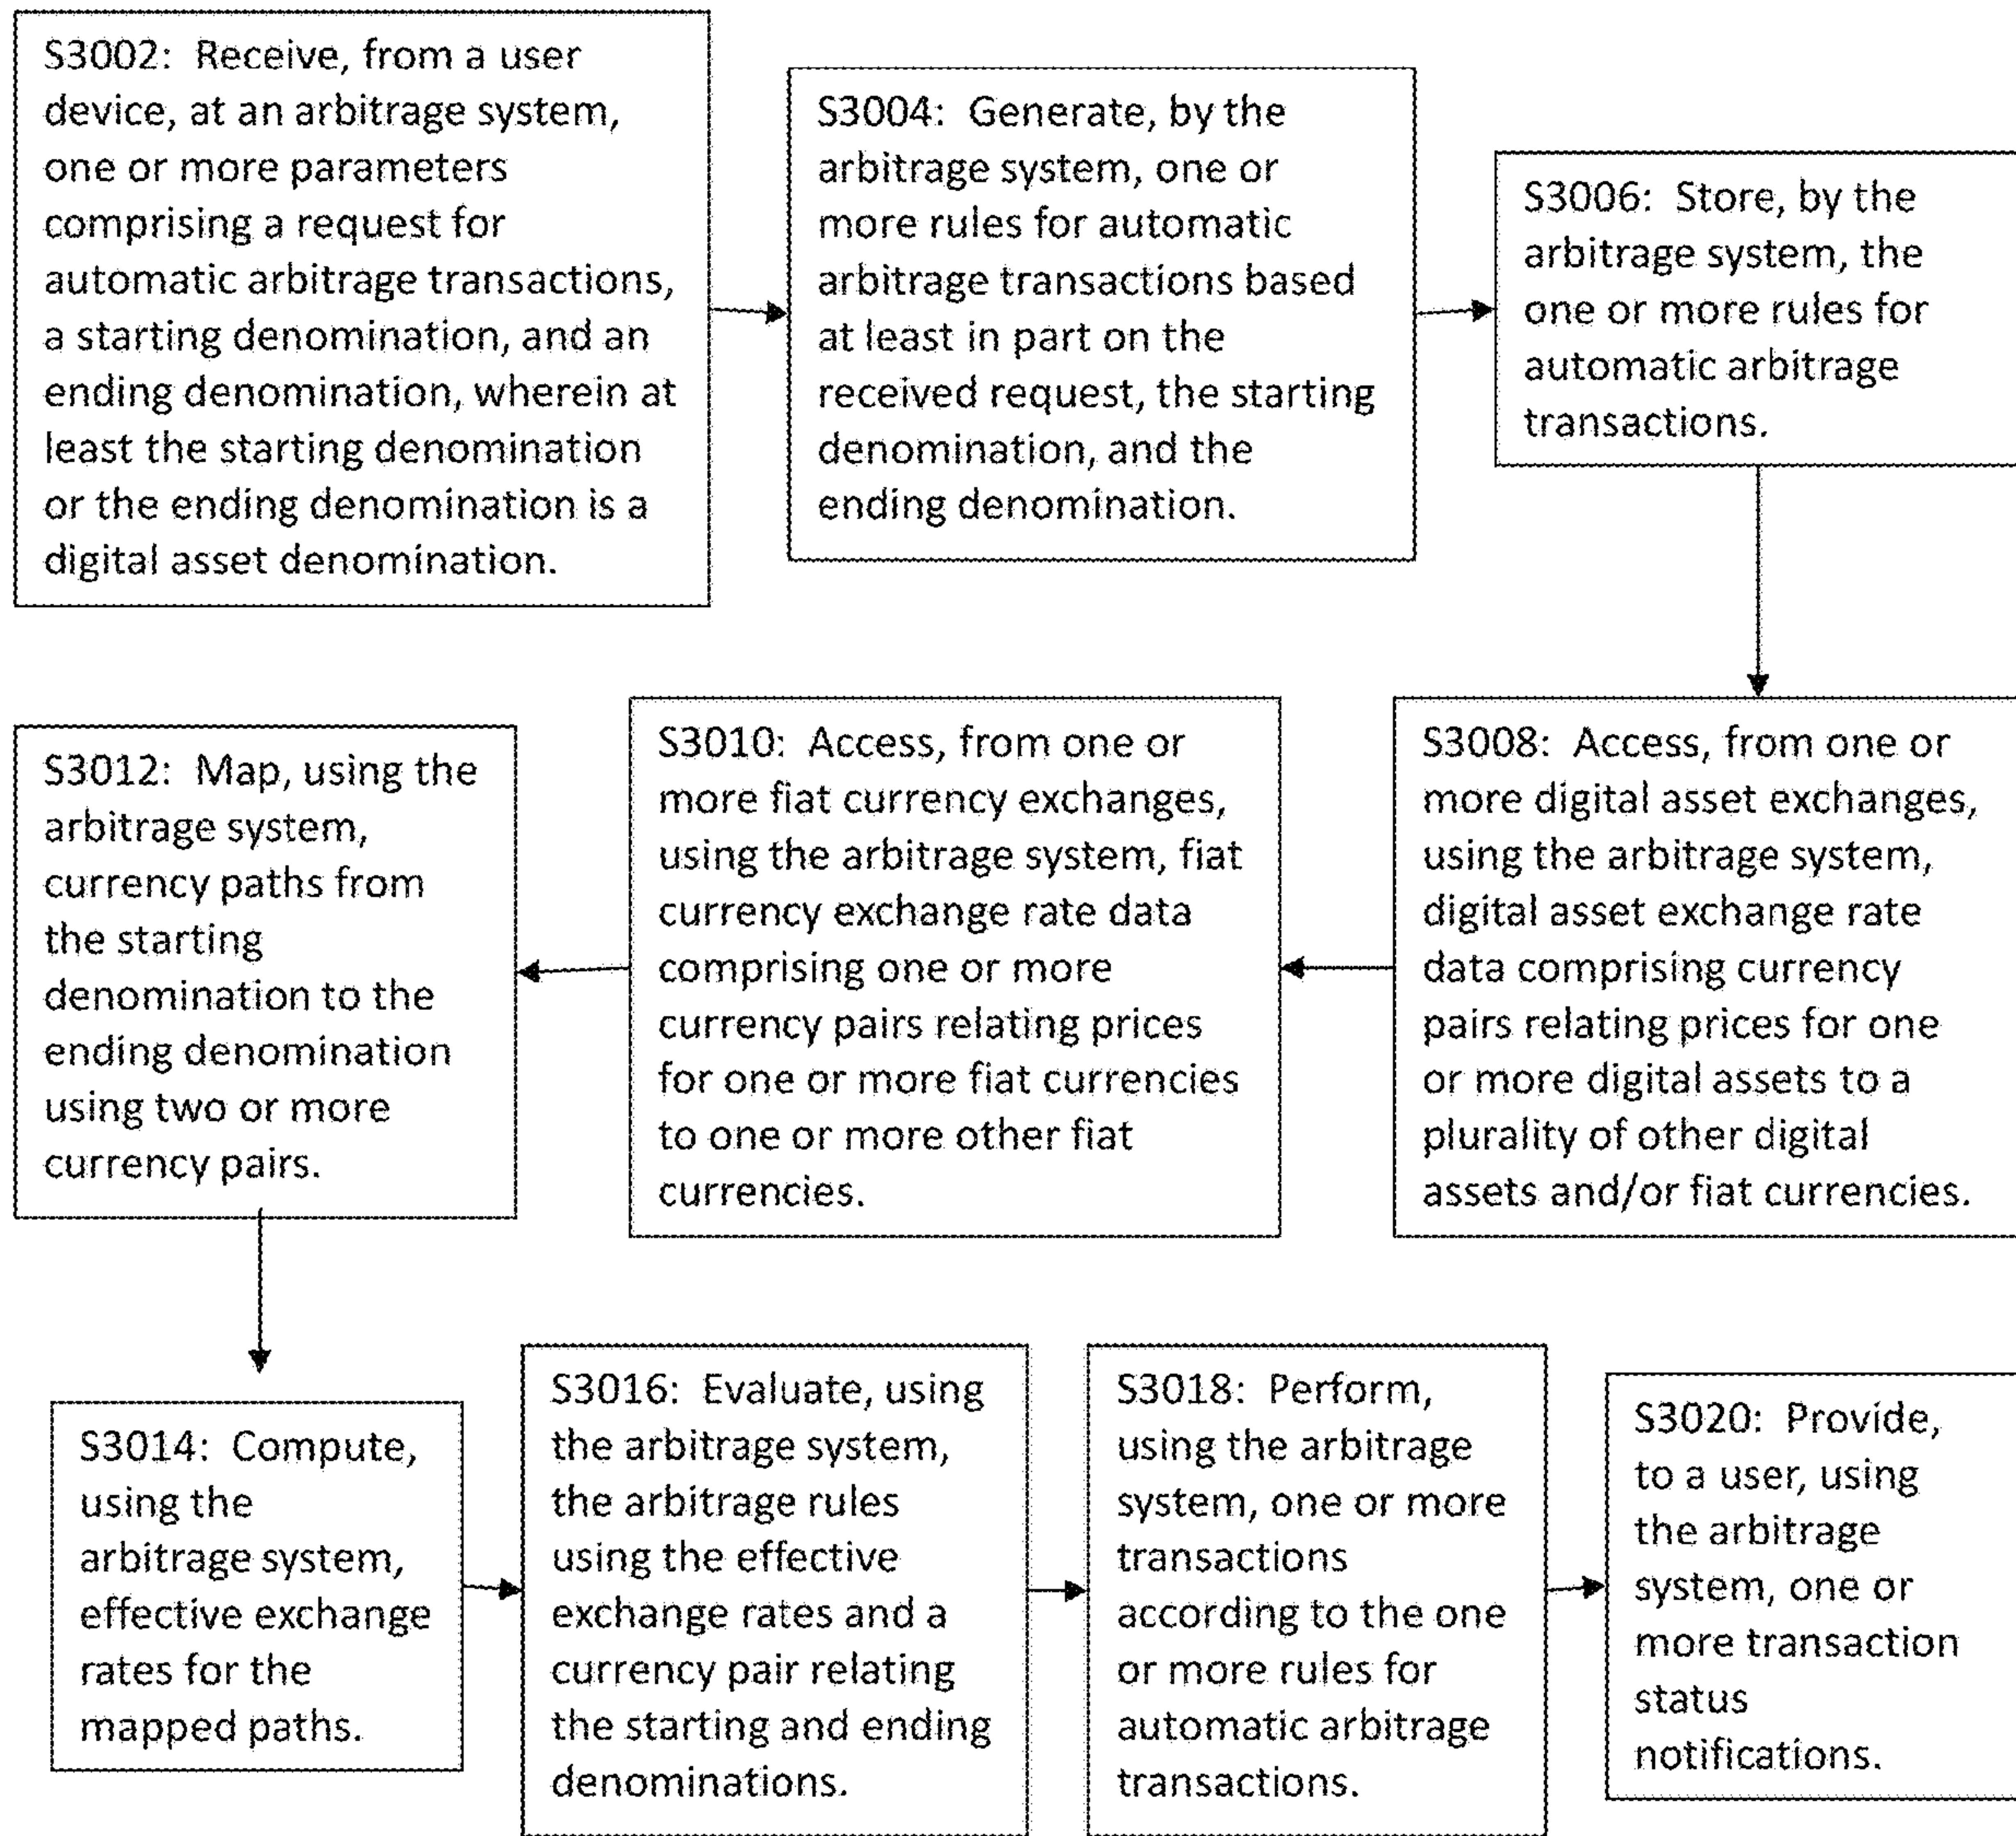 S3002: Receive, from a user
device, at an arbitrage system,
one or more parameters
comprising a request for
automatic arbitrage transactions,
a starting denomination, and an
ending denomination, wherein at
least the starting denomination
or the ending denomination is a
digital asset denomination.
S3004: Generate, by the
arbitrage system, one or
more rules for automatic
arbitrage transactions based
at least in part on the
received request, the starting
denomination, and the
ending denomination.
S3006: Store, by the
arbitrage system, the
one or more rules for
automatic arbitrage
transactions.
S3008: Access, from one or
more digital asset exchanges,
using the arbitrage system,
digital asset exchange rate
data comprising currency
pairs relating prices for one
or more digital assets to a
plurality of other digital
assets and/or fiat currencies.
S3010: Access, from one or
more fiat currency exchanges,
using the arbitrage system, fiat
currency exchange rate data
comprising one or more
currency pairs relating prices
for one or more fiat currencies
to one or more other fiat
currencies.
S3012: Map, using the
arbitrage system,
currency paths from
the starting
denomination to the
ending denomination
using two or more
currency pairs.
S3014: Compute,
using the
arbitrage system,
effective exchange
rates for the
mapped paths.
S3016: Evaluate, using
the arbitrage system,
the arbitrage rules
using the effective
exchange rates and a
currency pair relating
the starting and ending
denominations.
S3018: Perform,
using the arbitrage
system, one or more
transactions
according to the one
or more rules for
automatic arbitrage
transactions.
S3020: Provide,
to a user, using
the arbitrage
system, one or
more transaction
status
notifications.